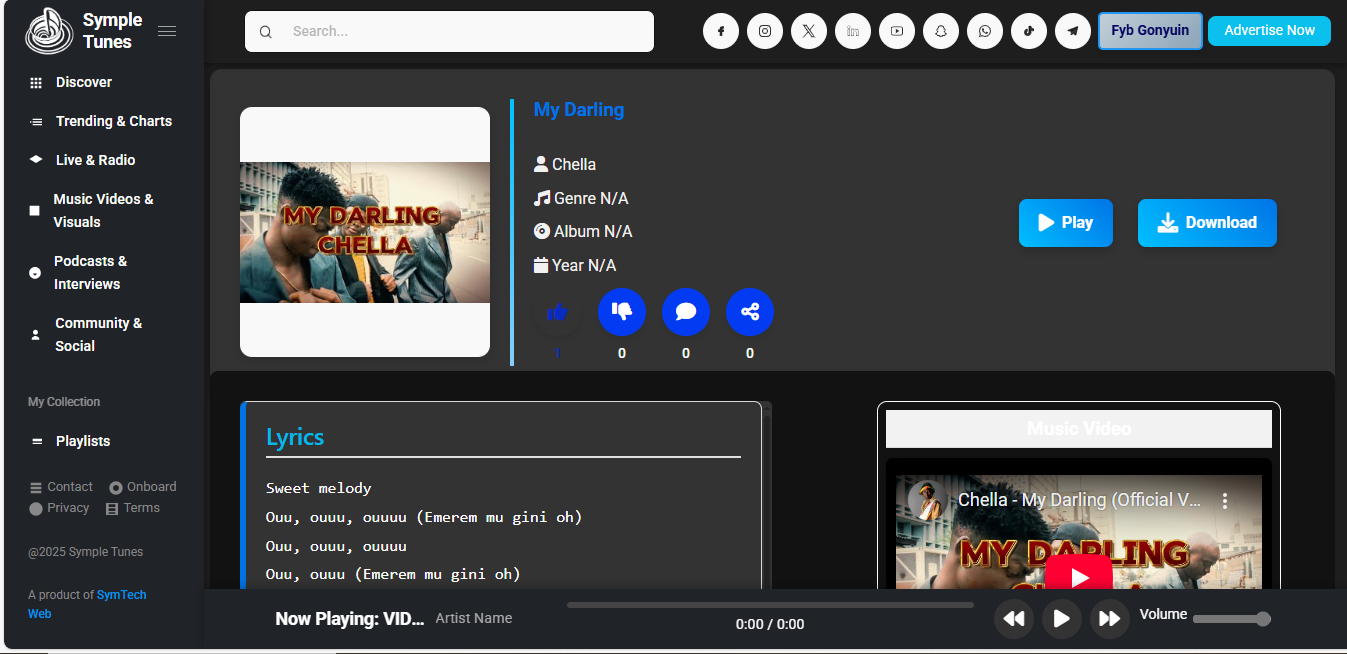 Symple
Tunes
Search...
Fyb Gonyuin
Advertise Now
Discover
Trending & Charts
Live & Radio
Music Videos &
Visuals
Podcasts &
Interviews
Community &
Social
My Collection
Playlists
Contact
Onboard
Privacy
Terms
@2025 Symple Tunes
A product of SymTech
Web
MY DARLING
CHELLA
My Darling
Chella
Genre N/A
Album N/A
Year N/A
1
0
0
0
Play
Download
Lyrics
Sweet melody
Ouu, ouuu, ouuuu (Emerem mu gini oh)
Ouu, ouuu, ouuuu
Ouu, ouuu (Emerem mu gini oh)
Music Video
Chella - My Darling (Official V...
MY DARLING
Now Playing: VID...
Artist Name
0:00 / 0:00
Volume